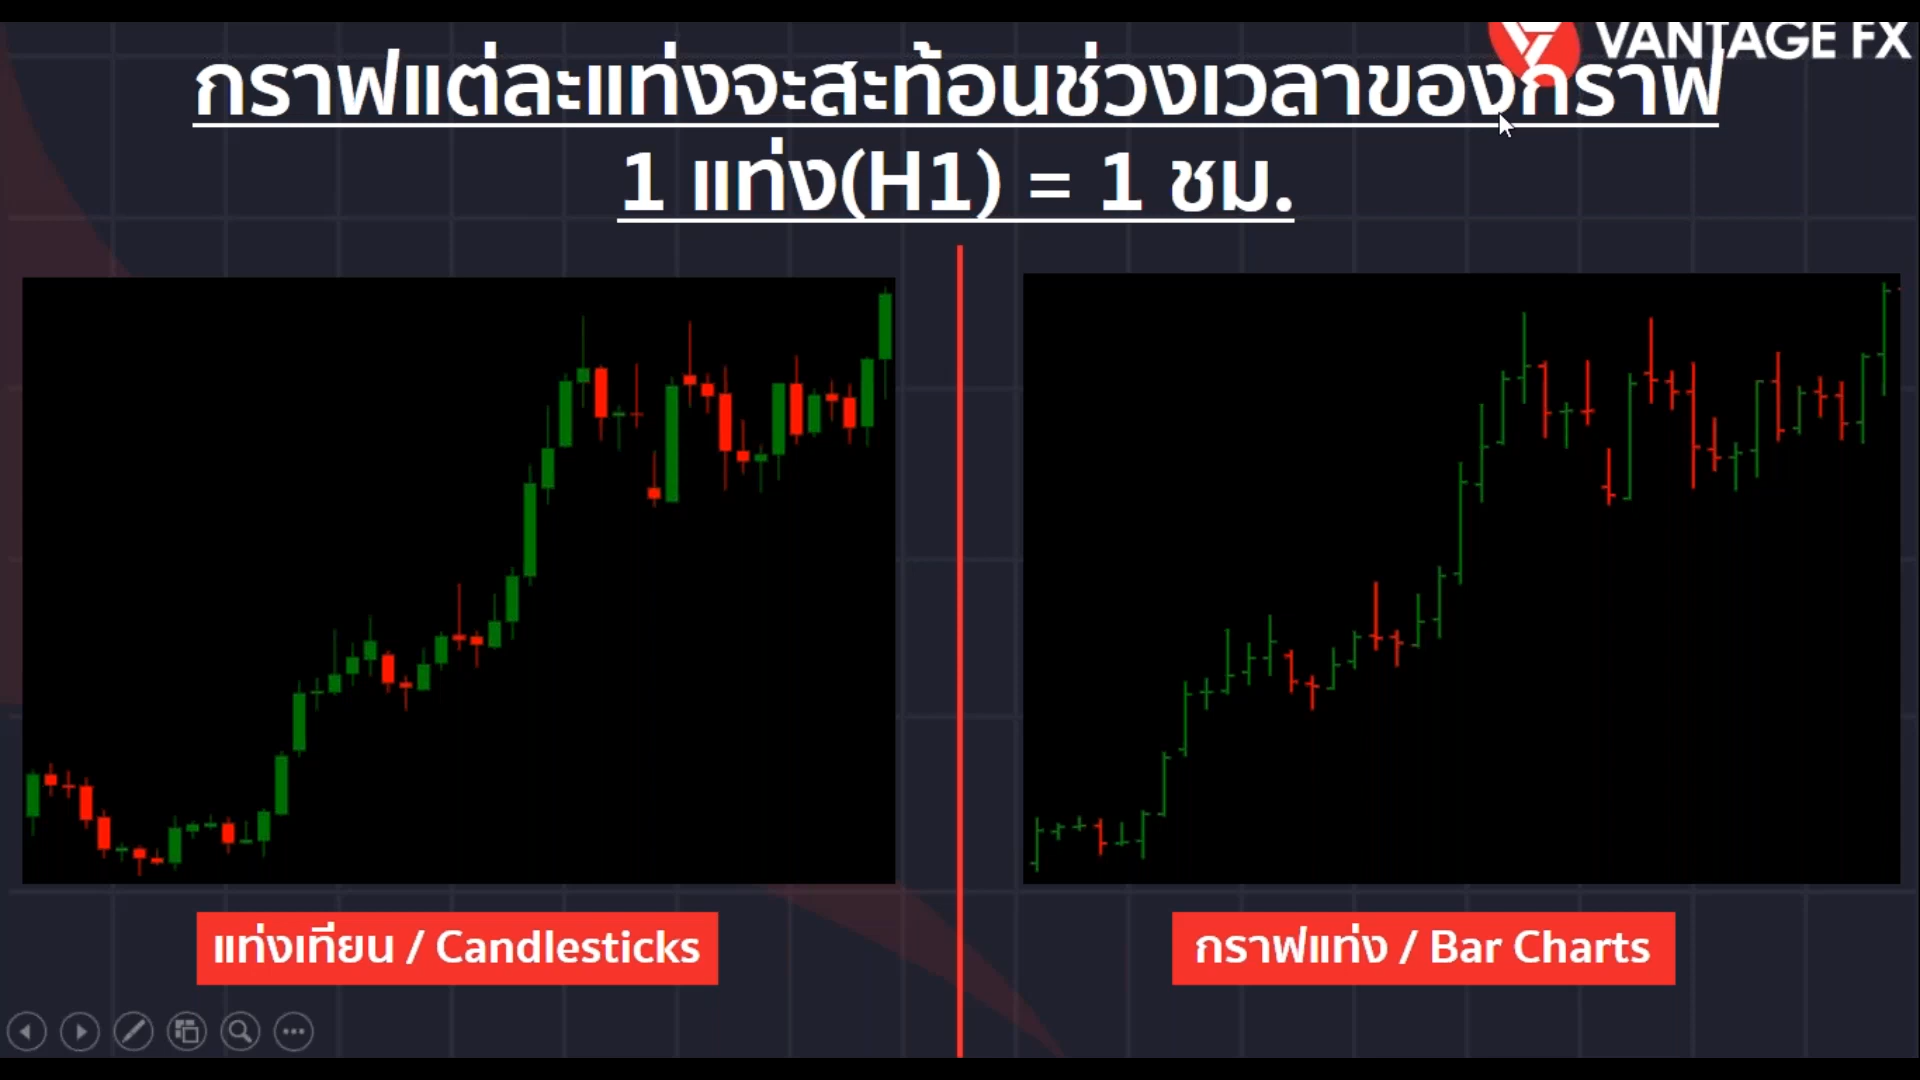 VANTAGE FX
กราฟแต่ละแท่งจะสะท้อนช่วงเวลาของกราฟ
1 แท่ง(H1) = 1 ชม.
แท่งเทียน / Candlesticks
กราฟแท่ง / Bar Charts